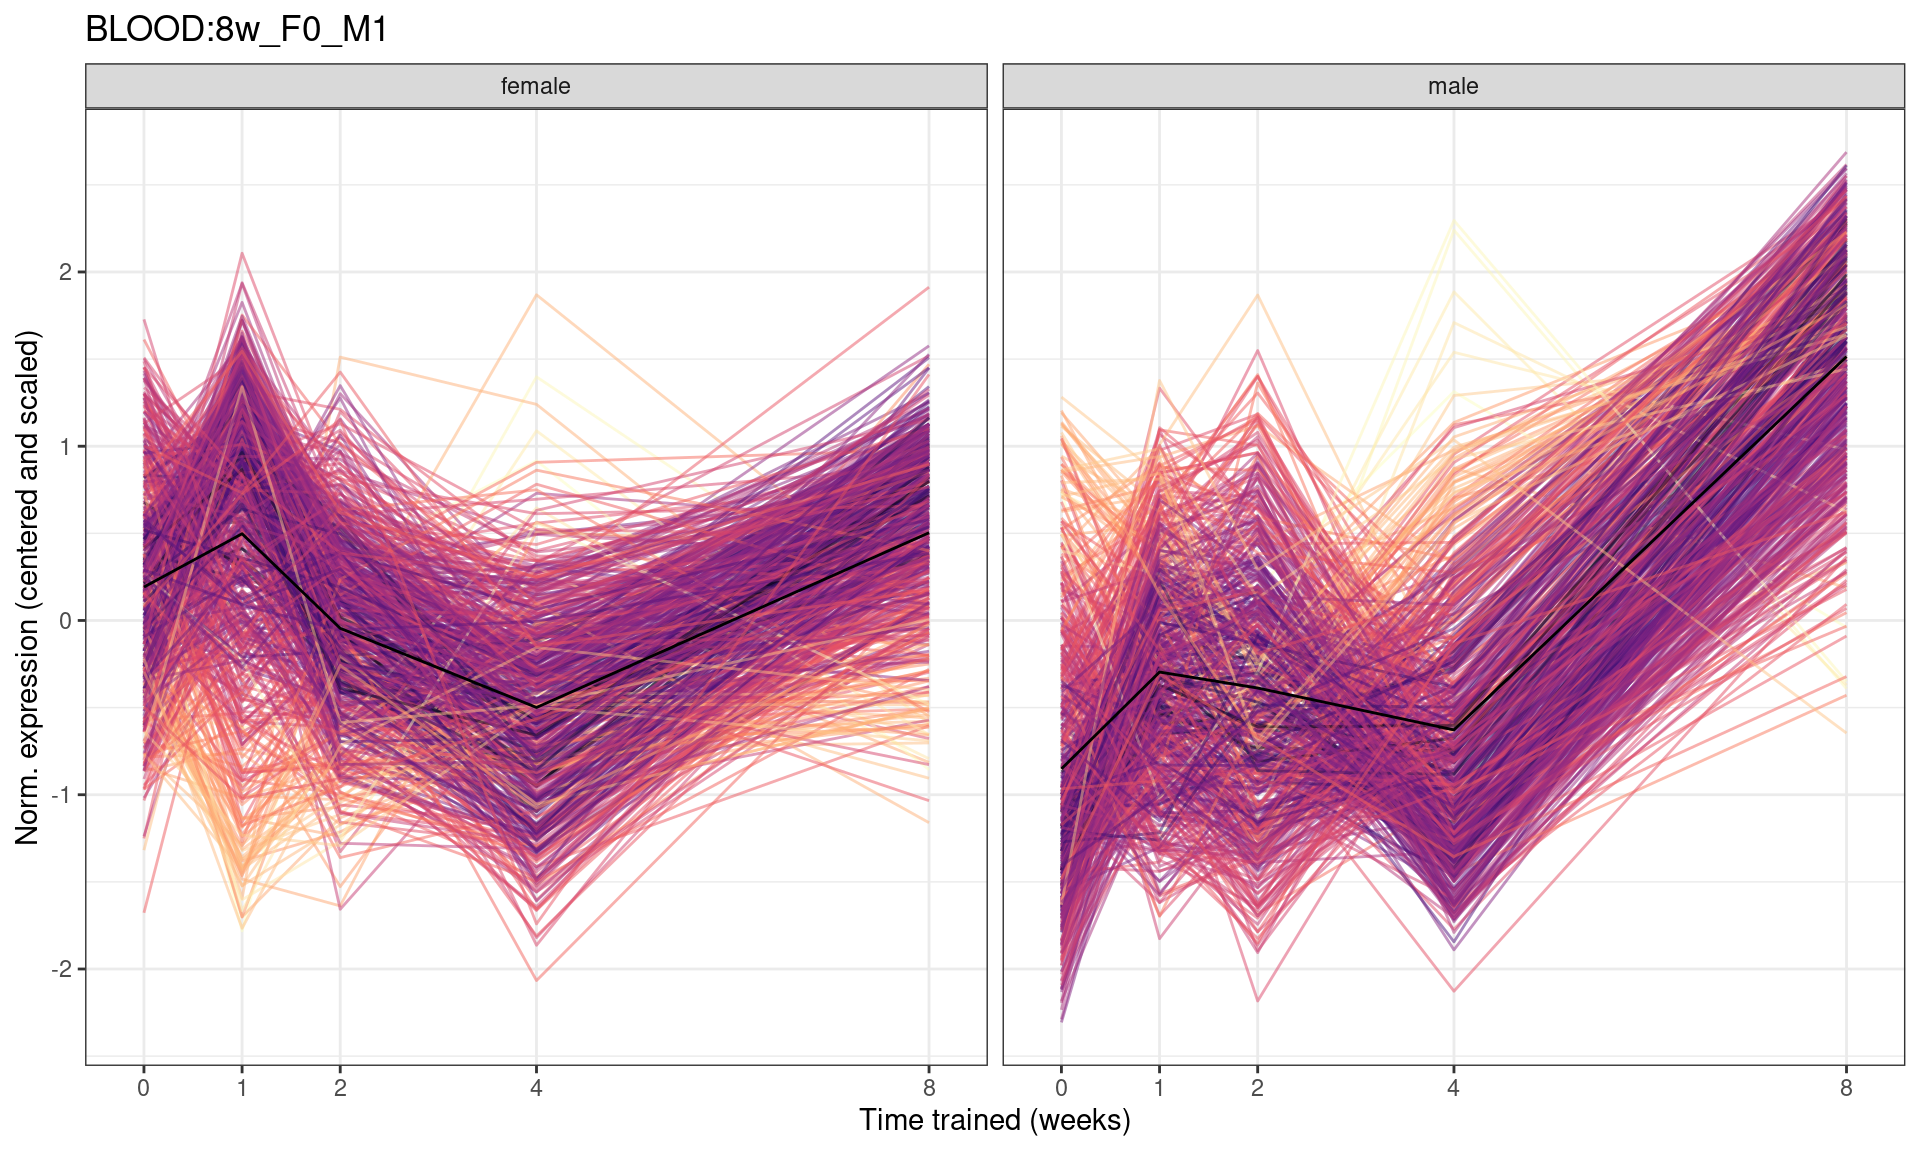 BLOOD:8w_F0_M1
female
male
Norm. expression (centered and scaled)
2
1
0
-1
-2
0 1 2 4 8
0 1 2 4 8
Time trained (weeks)